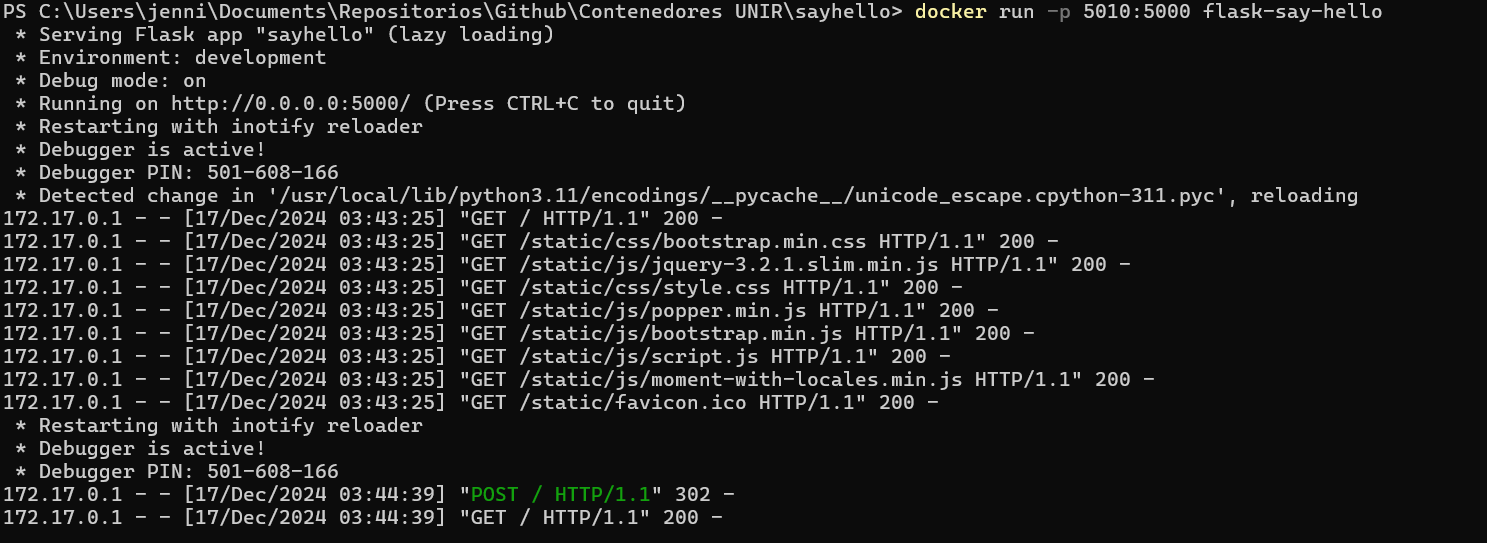 PS C:\Users\jenni\Documents\Repositorios\Github\Contenedores UNIR\sayhello> docker run -p 5010:5000 flask-say-hello
 * Serving Flask app "sayhello" (lazy loading)
 * Environment: development
 * Debug mode: on
 * Running on http://0.0.0.0:5000/ (Press CTRL+C to quit)
 * Restarting with inotify reloader
 * Debugger is active!
 * Debugger PIN: 501-608-166
 * Detected change in '/usr/local/lib/python3.11/encodings/__pycache__/unicode_escape.cpython-311.pyc', reloading
172.17.0.1 - - [17/Dec/2024 03:43:25] "GET / HTTP/1.1" 200 -
172.17.0.1 - - [17/Dec/2024 03:43:25] "GET /static/css/bootstrap.min.css HTTP/1.1" 200 -
172.17.0.1 - - [17/Dec/2024 03:43:25] "GET /static/js/jquery-3.2.1.slim.min.js HTTP/1.1" 200 -
172.17.0.1 - - [17/Dec/2024 03:43:25] "GET /static/css/style.css HTTP/1.1" 200 -
172.17.0.1 - - [17/Dec/2024 03:43:25] "GET /static/js/popper.min.js HTTP/1.1" 200 -
172.17.0.1 - - [17/Dec/2024 03:43:25] "GET /static/js/bootstrap.min.js HTTP/1.1" 200 -
172.17.0.1 - - [17/Dec/2024 03:43:25] "GET /static/js/script.js HTTP/1.1" 200 -
172.17.0.1 - - [17/Dec/2024 03:43:25] "GET /static/js/moment-with-locales.min.js HTTP/1.1" 200 -
172.17.0.1 - - [17/Dec/2024 03:43:25] "GET /static/favicon.ico HTTP/1.1" 200 -
 * Restarting with inotify reloader
 * Debugger is active!
 * Debugger PIN: 501-608-166
172.17.0.1 - - [17/Dec/2024 03:44:39] "POST / HTTP/1.1" 302 -
172.17.0.1 - - [17/Dec/2024 03:44:39] "GET / HTTP/1.1" 200 -